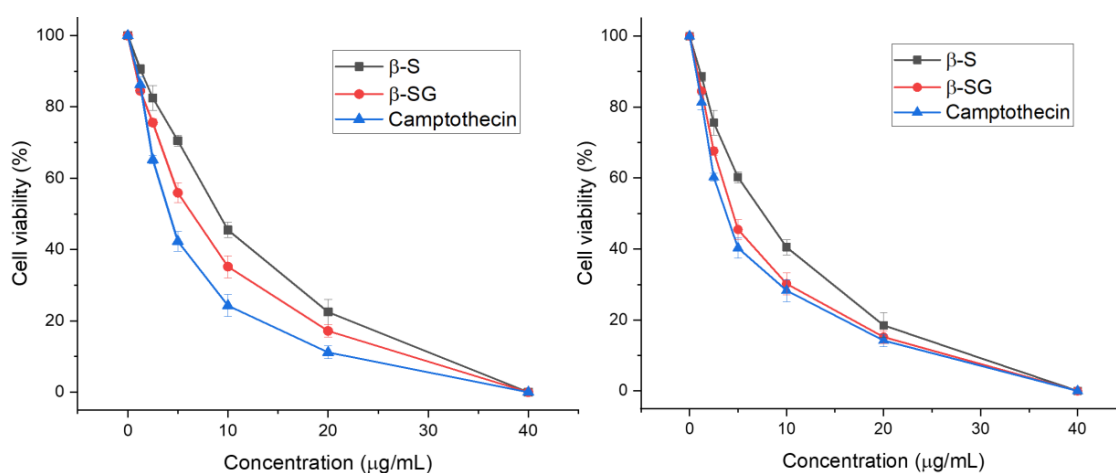 100
80
60
40
20
0
Cell viability (%)
β-S
β-SG
Camptothecin
0 10 20 30 40
Concentration (μg/mL)
100
80
60
40
20
0
Cell viability (%)
β-S
β-SG
Camptothecin
0 10 20 30 40
Concentration (μg/mL)